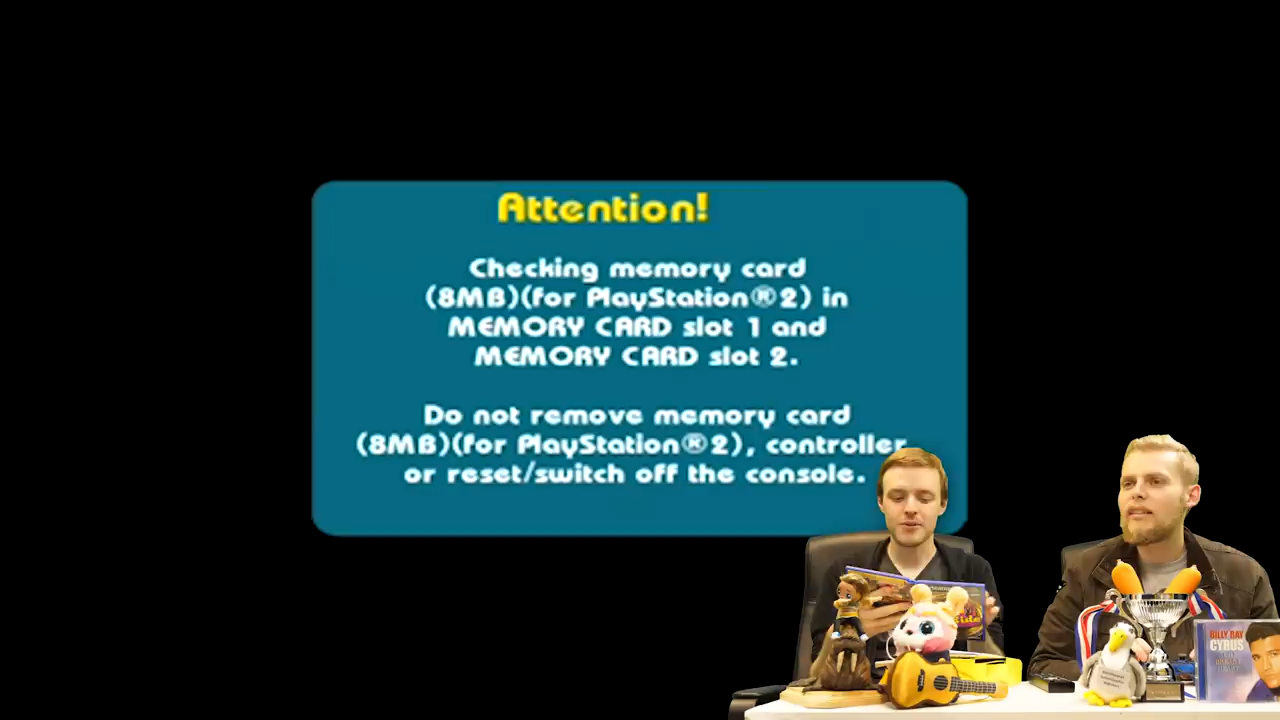 Attention!
Checking memory card
(8MB)(for PlayStation®2) in
MEMORY CARD slot 1 and
MEMORY CARD slot 2.
Do not remove memory card
(8MB)(for PlayStation®2), controller
or reset/switch off the console.
BILLY RAY
CYRUS